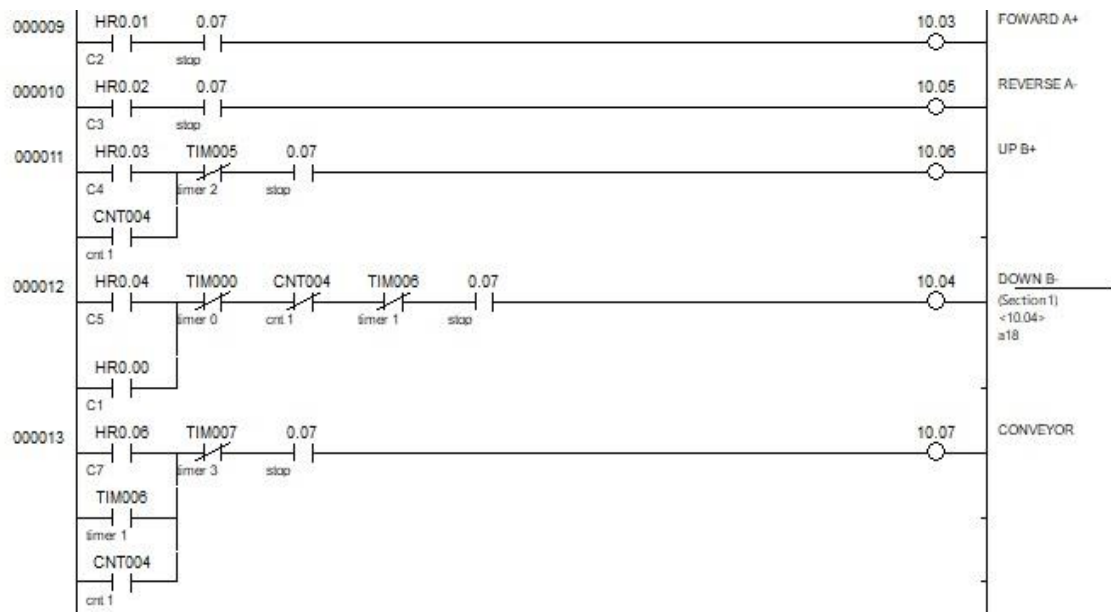 000009 HR0.01 0.07 10.03 FOWARD A+
C2 stop
000010 HR0.02 0.07 10.05 REVERSE A-
C3 stop
000011 HR0.03 TIM005 0.07 10.06 UP B+
C4 timer 2 stop
CNT004
cnt 1
000012 HR0.04 TIM000 CNT004 TIM006 0.07 10.04 DOWN B-
C5 timer 0 cnt 1 timer 1 stop (Section1)
<10.04>
a18
HR0.00
C1
000013 HR0.06 TIM007 0.07 10.07 CONVEYOR
C7 timer 3 stop
TIM006
timer 1
CNT004
cnt 1